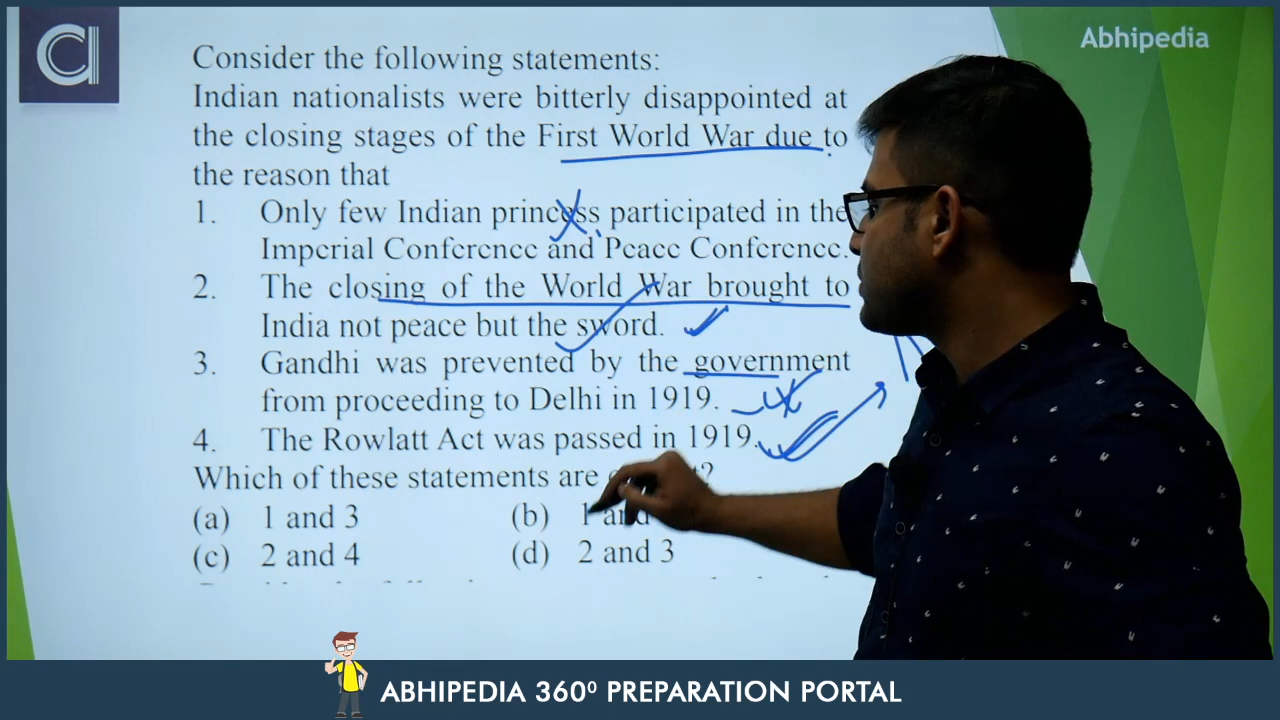 Abhipedia
Consider the following statements:
Indian nationalists were bitterly disappointed at
the closing stages of the First World War due to
the reason that
1. Only few Indian princess participated in the
Imperial Conference and Peace Conference.
2. The closing of the World War brought to
India not peace but the sword.
3. Gandhi was prevented by the government
from proceeding to Delhi in 1919.
4. The Rowlatt Act was passed in 1919.
Which of these statements are ?
(a) 1 and 3 (b) 1 and
(c) 2 and 4 (d) 2 and 3
ABHIPEDIA 360⁰ PREPARATION PORTAL